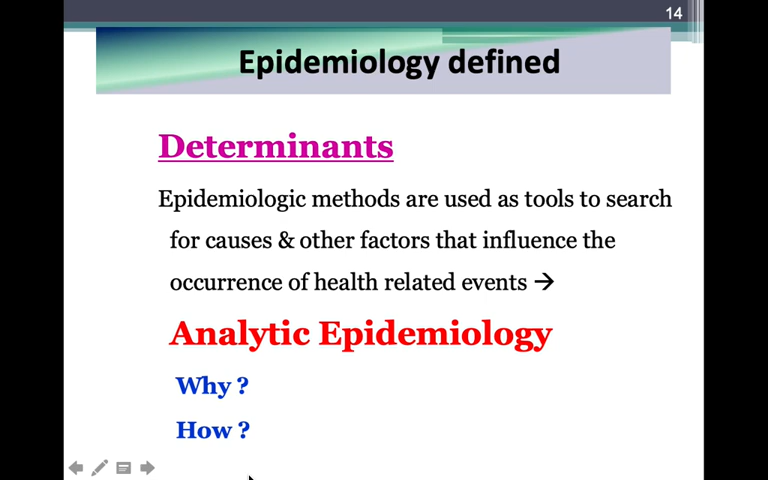 14
Epidemiology defined
Determinants
Epidemiologic methods are used as tools to search
for causes & other factors that influence the
occurrence of health related events →
Analytic Epidemiology
Why ?
How ?